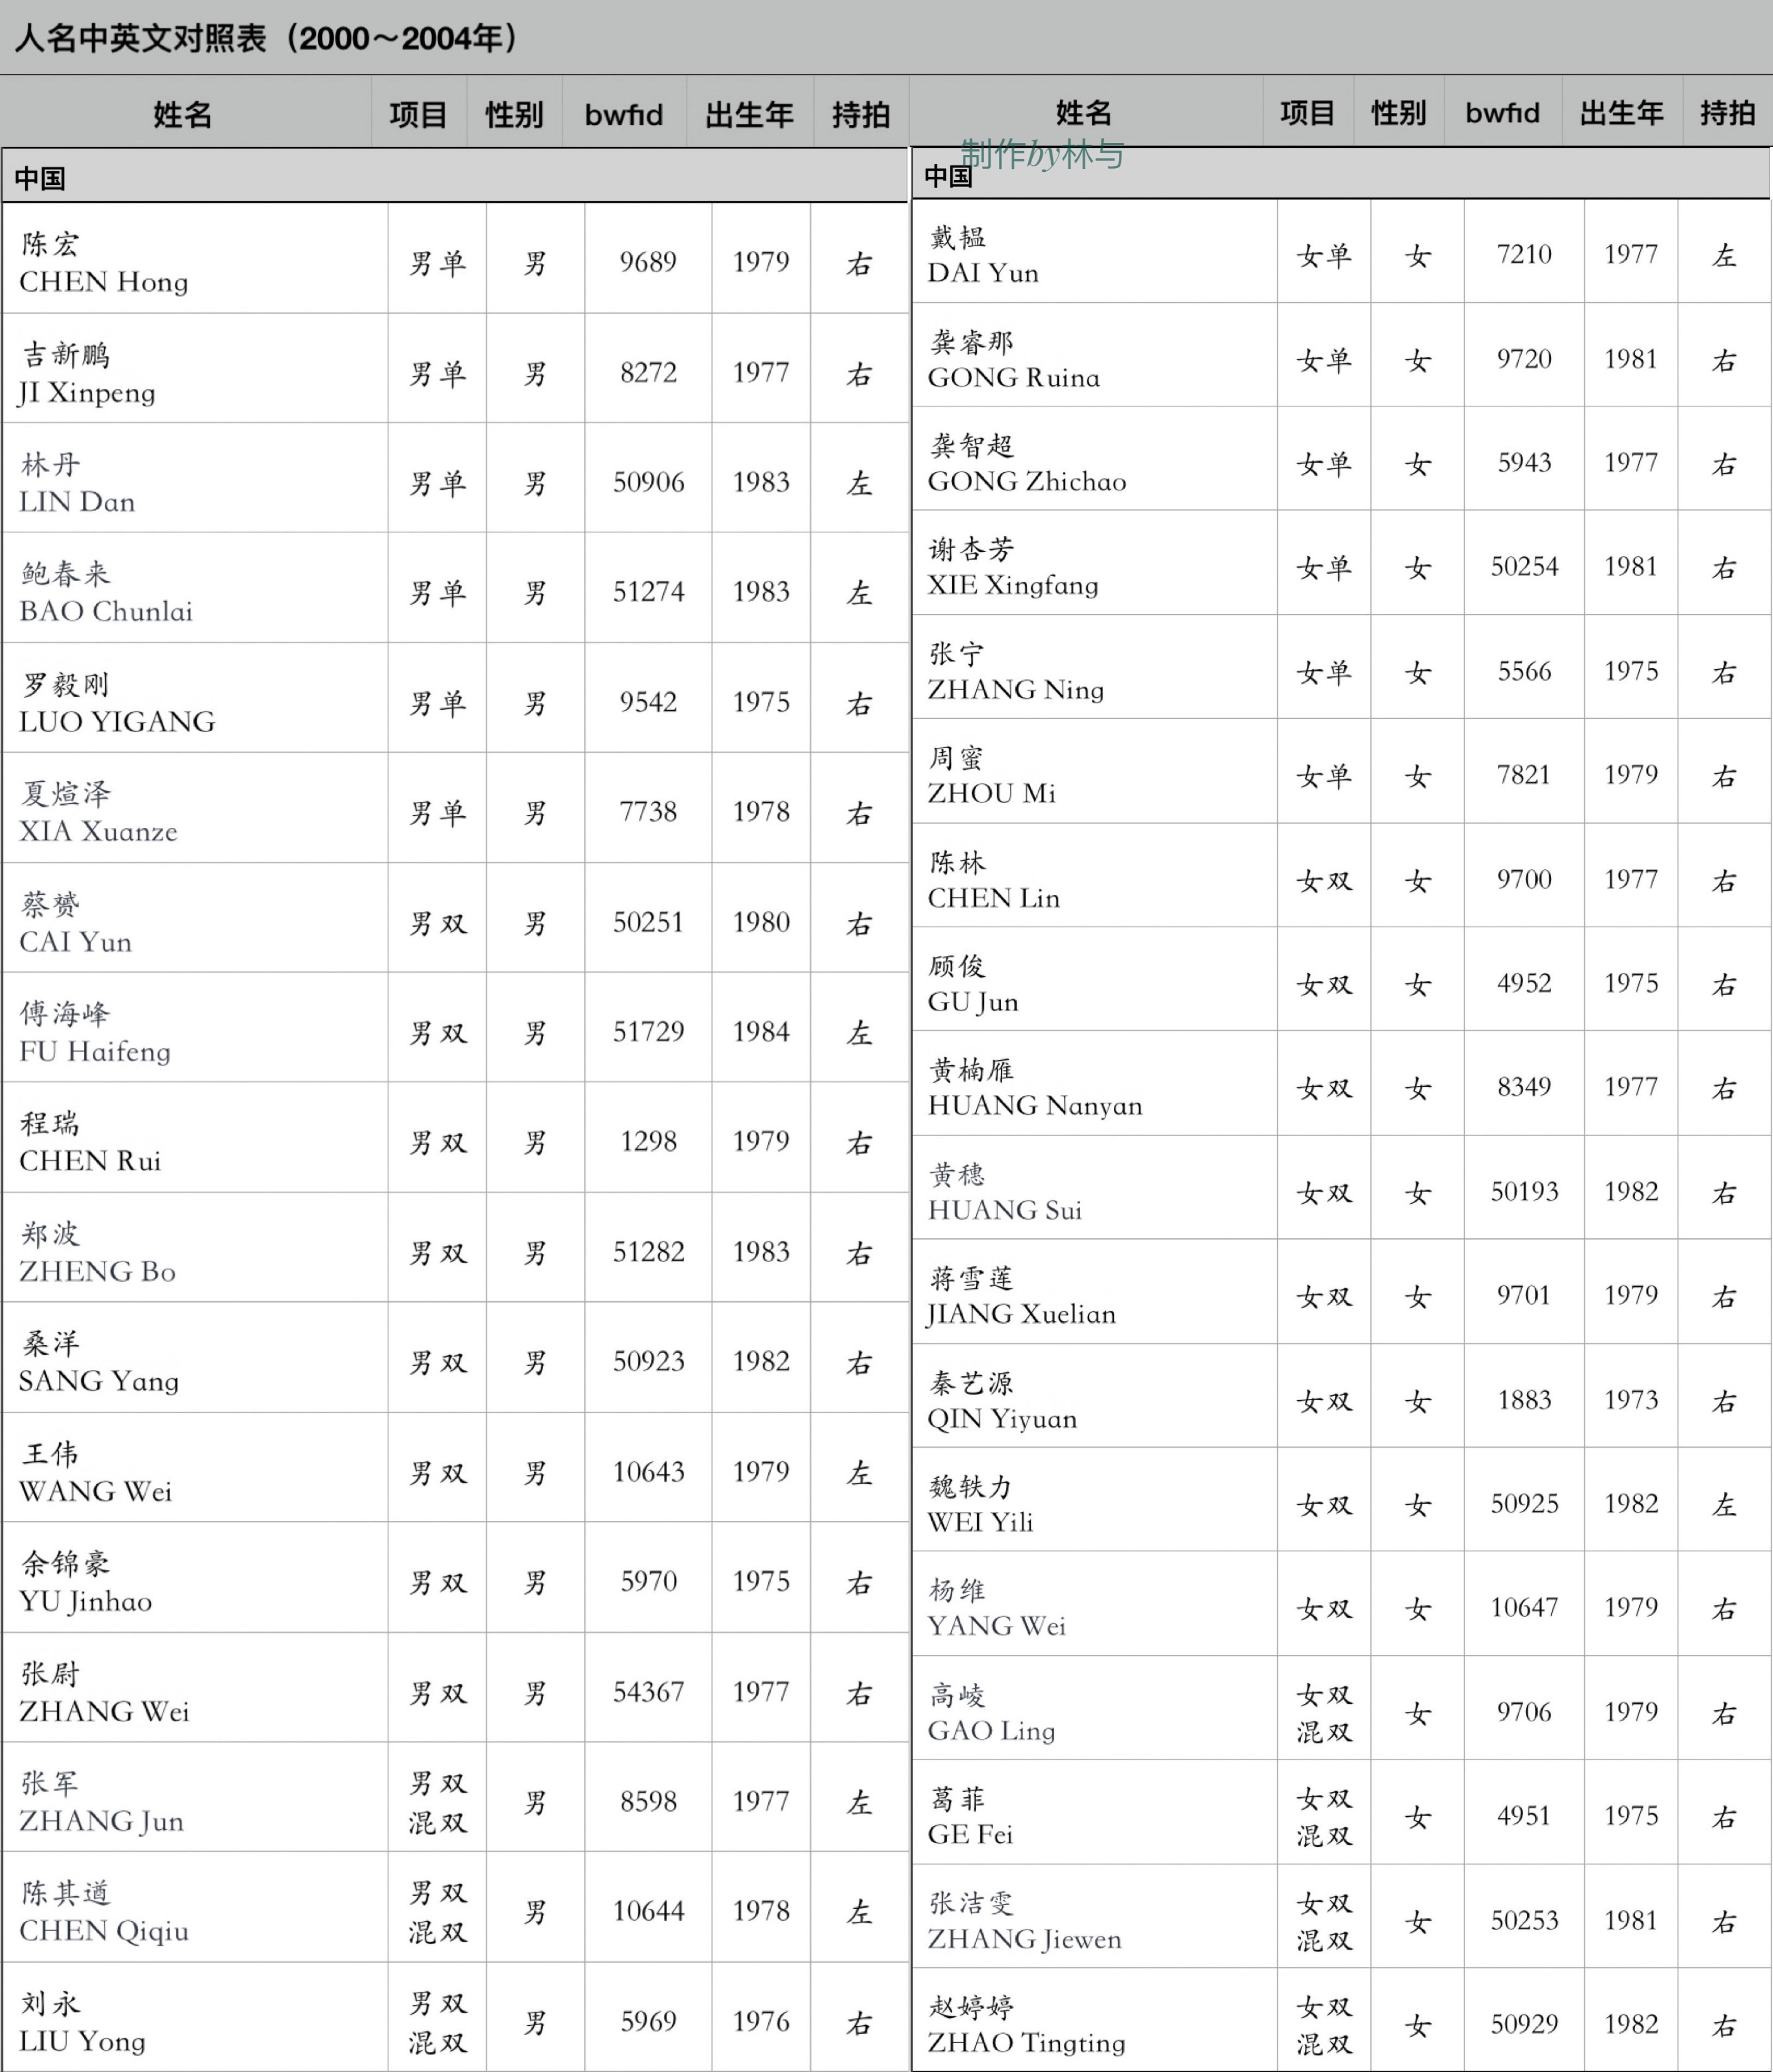 人名中英文对照表（2000～2004年）
姓名 项目 性别 bwfid 出生年 持拍
中国
陈宏
CHEN Hong
男单 男 9689 1979 右
吉新鹏
JI Xinpeng
男单 男 8272 1977 右
林丹
LIN Dan
男单 男 50906 1983 左
鲍春来
BAO Chunlai
男单 男 51274 1983 左
罗毅刚
LUO YIGANG
男单 男 9542 1975 右
夏煊泽
XIA Xuanze
男单 男 7738 1978 右
蔡赟
CAI Yun
男双 男 50251 1980 右
傅海峰
FU Haifeng
男双 男 51729 1984 左
程瑞
CHEN Rui
男双 男 1298 1979 右
郑波
ZHENG Bo
男双 男 51282 1983 右
桑洋
SANG Yang
男双 男 50923 1982 右
王伟
WANG Wei
男双 男 10643 1979 左
余锦豪
YU Jinhao
男双 男 5970 1975 右
张尉
ZHANG Wei
男双 男 54367 1977 右
张军
ZHANG Jun
男双
混双
男 8598 1977 左
陈其遒
CHEN Qiqiu
男双
混双
男 10644 1978 左
刘永
LIU Yong
男双
混双
男 5969 1976 右
姓名 项目 性别 bwfid 出生年 持拍
制作by林与
中国
戴韫
DAI Yun
女单 女 7210 1977 左
龚睿那
GONG Ruina
女单 女 9720 1981 右
龚智超
GONG Zhichao
女单 女 5943 1977 右
谢杏芳
XIE Xingfang
女单 女 50254 1981 右
张宁
ZHANG Ning
女单 女 5566 1975 右
周蜜
ZHOU Mi
女单 女 7821 1979 右
陈林
CHEN Lin
女双 女 9700 1977 右
顾俊
GU Jun
女双 女 4952 1975 右
黄楠雁
HUANG Nanyan
女双 女 8349 1977 右
黄穗
HUANG Sui
女双 女 50193 1982 右
蒋雪莲
JIANG Xuelian
女双 女 9701 1979 右
秦艺源
QIN Yiyuan
女双 女 1883 1973 右
魏轶力
WEI Yili
女双 女 50925 1982 左
杨维
YANG Wei
女双 女 10647 1979 右
高崚
GAO Ling
女双
混双
女 9706 1979 右
葛菲
GE Fei
女双
混双
女 4951 1975 右
张洁雯
ZHANG Jiewen
女双
混双
女 50253 1981 右
赵婷婷
ZHAO Tingting
女双
混双
女 50929 1982 右